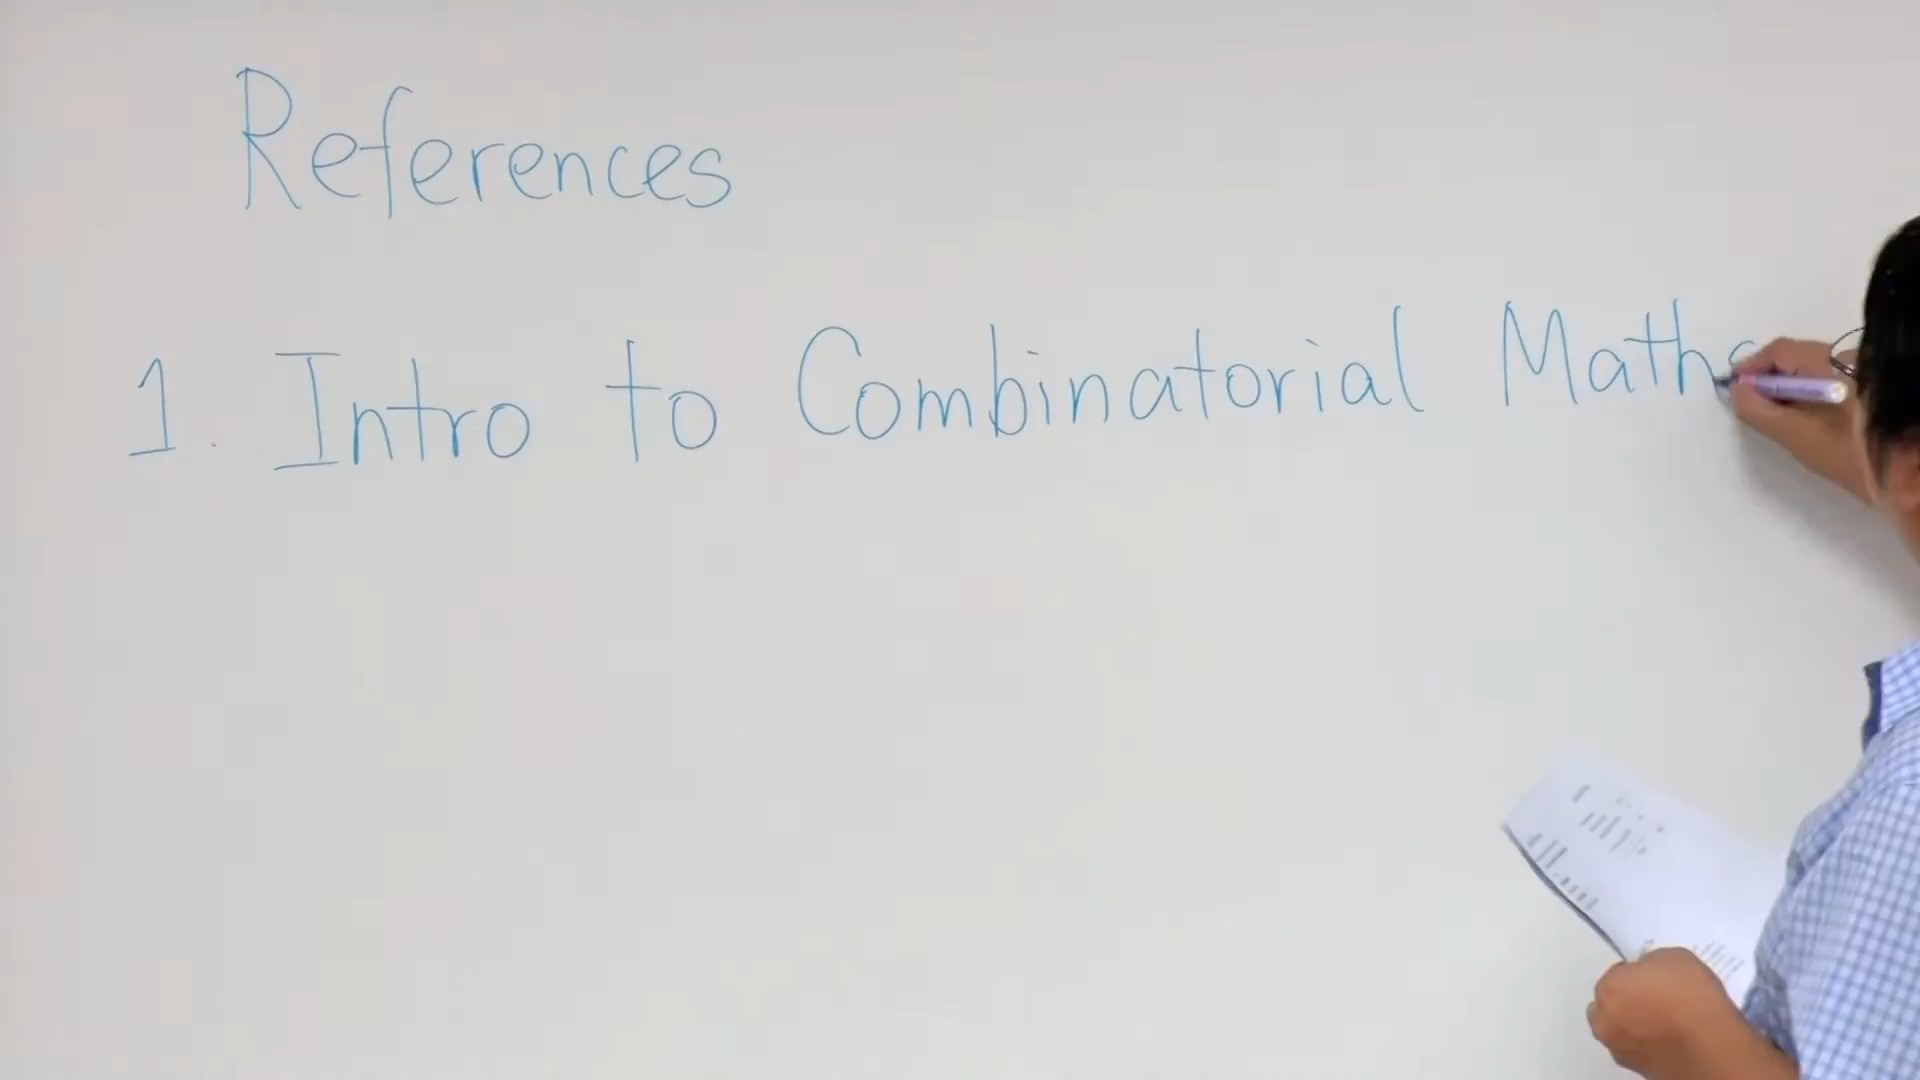 References
1. Intro to Combinatorial Maths